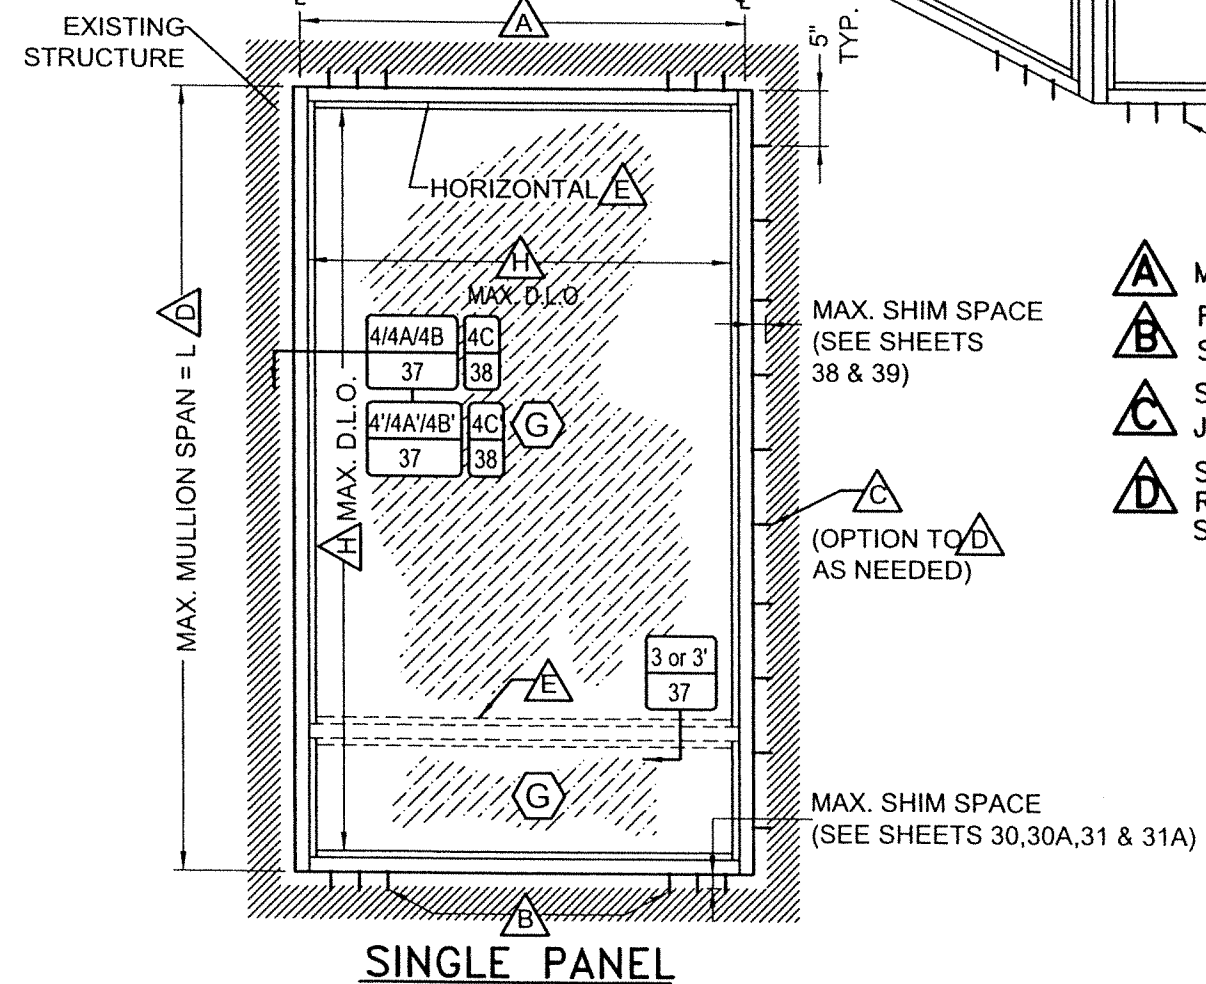 A
EXISTING
STRUCTURE
5"
TYP.
HORIZONTAL E
H
MAX. D.L.O.
4/4A/4B 4C
37 38
4'/4A'/4B' 4C'
37 38
G
MAX. MULLION SPAN = L D
H MAX. D.L.O.
MAX. SHIM SPACE
(SEE SHEETS
38 & 39)
C
(OPTION TO D
AS NEEDED)
E
3 or 3'
37
G
MAX. SHIM SPACE
(SEE SHEETS 30,30A,31 & 31A)
B
SINGLE PANEL
A
B
C
D